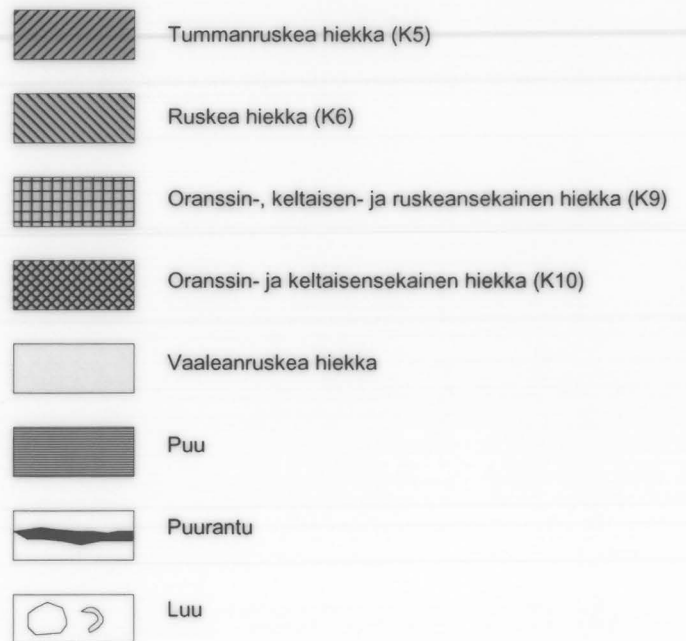 Tummanruskea hiekka (K5)
Ruskea hiekka (K6)
Oranssin-, keltaisen- ja ruskeansekainen hiekka (K9)
Oranssin- ja keltaisensekainen hiekka (K10)
Vaaleanruskea hiekka
Puu
Puurantu
Luu